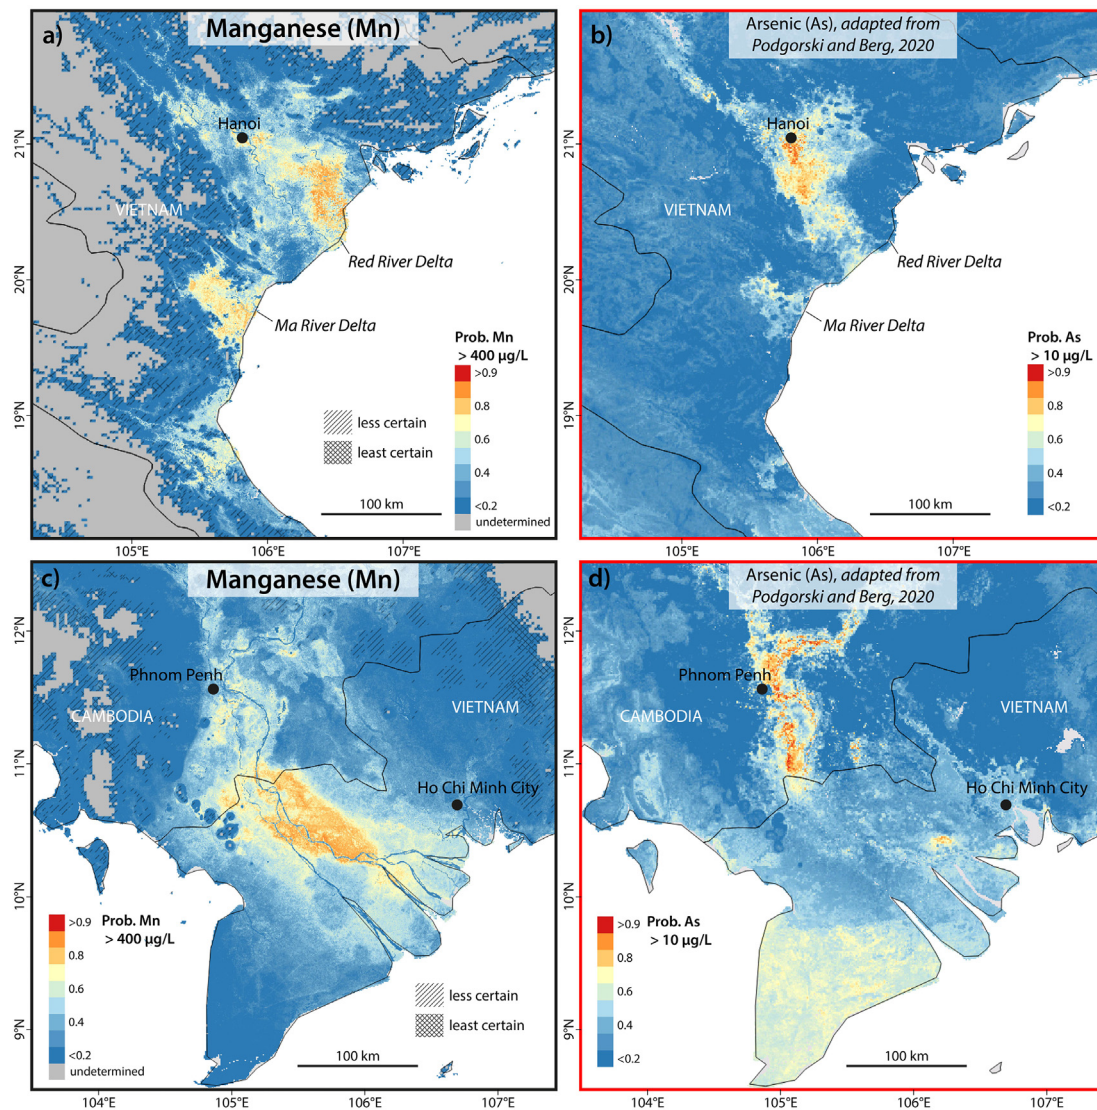 a)
Manganese (Mn)
Hanoi
VIETNAM
Red River Delta
Ma River Delta
Prob. Mn
> 400 µg/L
>0.9
0.8
0.6
0.4
<0.2
undetermined
less certain
least certain
100 km
21°N
20°N
19°N
105°E
106°E
107°E
b)
Arsenic (As), adapted from
Podgorski and Berg, 2020
Hanoi
VIETNAM
Red River Delta
Ma River Delta
Prob. As
> 10 µg/L
>0.9
0.8
0.6
0.4
<0.2
100 km
21°N
20°N
19°N
105°E
106°E
107°E
c)
Manganese (Mn)
Phnom Penh
CAMBODIA
VIETNAM
Ho Chi Minh City
Prob. Mn
> 400 µg/L
>0.9
0.8
0.6
0.4
<0.2
undetermined
less certain
least certain
100 km
12°N
11°N
10°N
9°N
104°E
105°E
106°E
107°E
d)
Arsenic (As), adapted from
Podgorski and Berg, 2020
Phnom Penh
CAMBODIA
VIETNAM
Ho Chi Minh City
Prob. As
> 10 µg/L
>0.9
0.8
0.6
0.4
<0.2
100 km
12°N
11°N
10°N
9°N
104°E
105°E
106°E
107°E